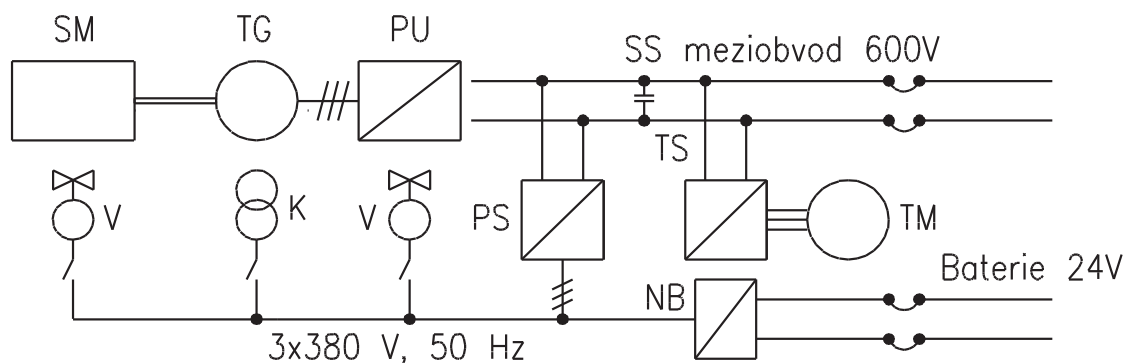 SM
TG
PU
SS meziobvod 600V
TS
V
K
V
PS
TM
Baterie 24V
NB
3x380 V, 50 Hz